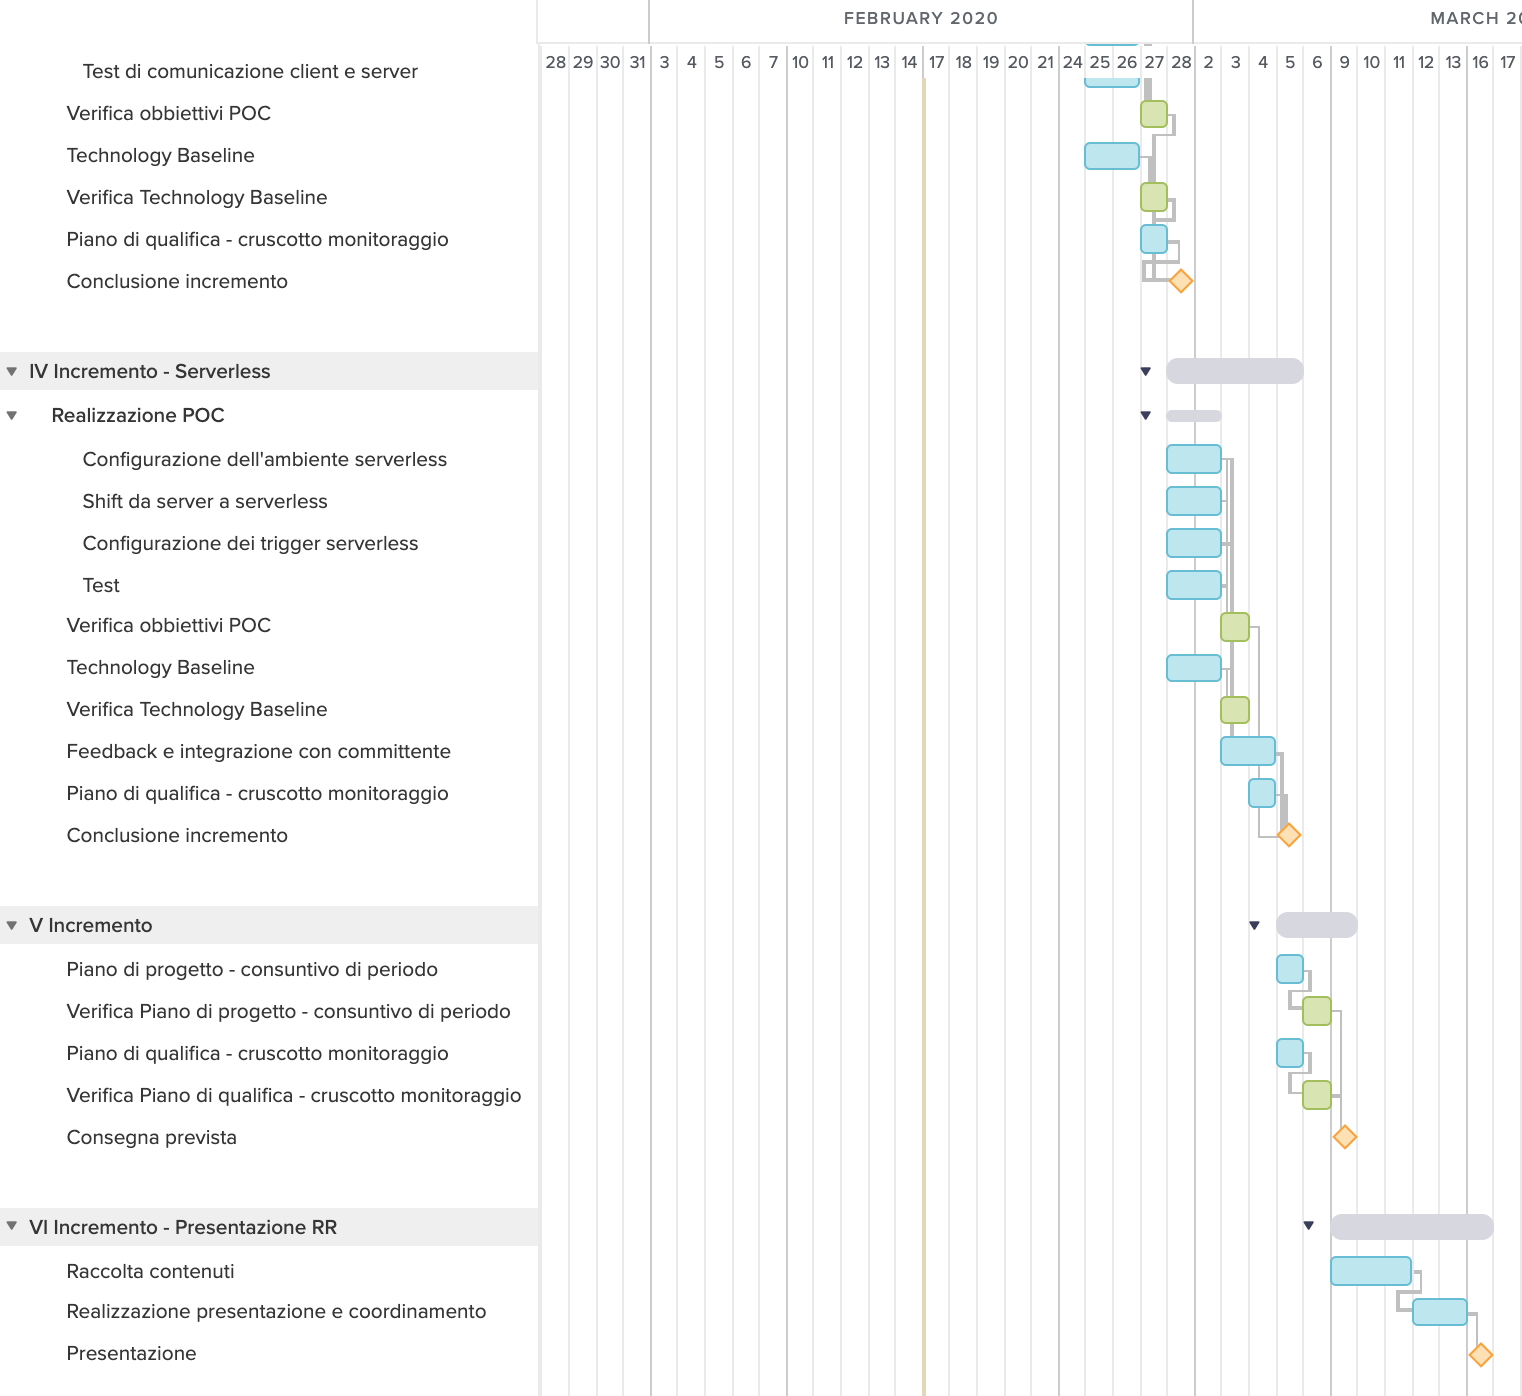 FEBRUARY 2020
MARCH 20
28 29 30 31 3 4 5 6 7 10 11 12 13 14 17 18 19 20 21 24 25 26 27 28 2 3 4 5 6 9 10 11 12 13 16 17
Test di comunicazione client e server
Verifica obbiettivi POC
Technology Baseline
Verifica Technology Baseline
Piano di qualifica - cruscotto monitoraggio
Conclusione incremento
IV Incremento - Serverless
Realizzazione POC
Configurazione dell'ambiente serverless
Shift da server a serverless
Configurazione dei trigger serverless
Test
Verifica obbiettivi POC
Technology Baseline
Verifica Technology Baseline
Feedback e integrazione con committente
Piano di qualifica - cruscotto monitoraggio
Conclusione incremento
V Incremento
Piano di progetto - consuntivo di periodo
Verifica Piano di progetto - consuntivo di periodo
Piano di qualifica - cruscotto monitoraggio
Verifica Piano di qualifica - cruscotto monitoraggio
Consegna prevista
VI Incremento - Presentazione RR
Raccolta contenuti
Realizzazione presentazione e coordinamento
Presentazione